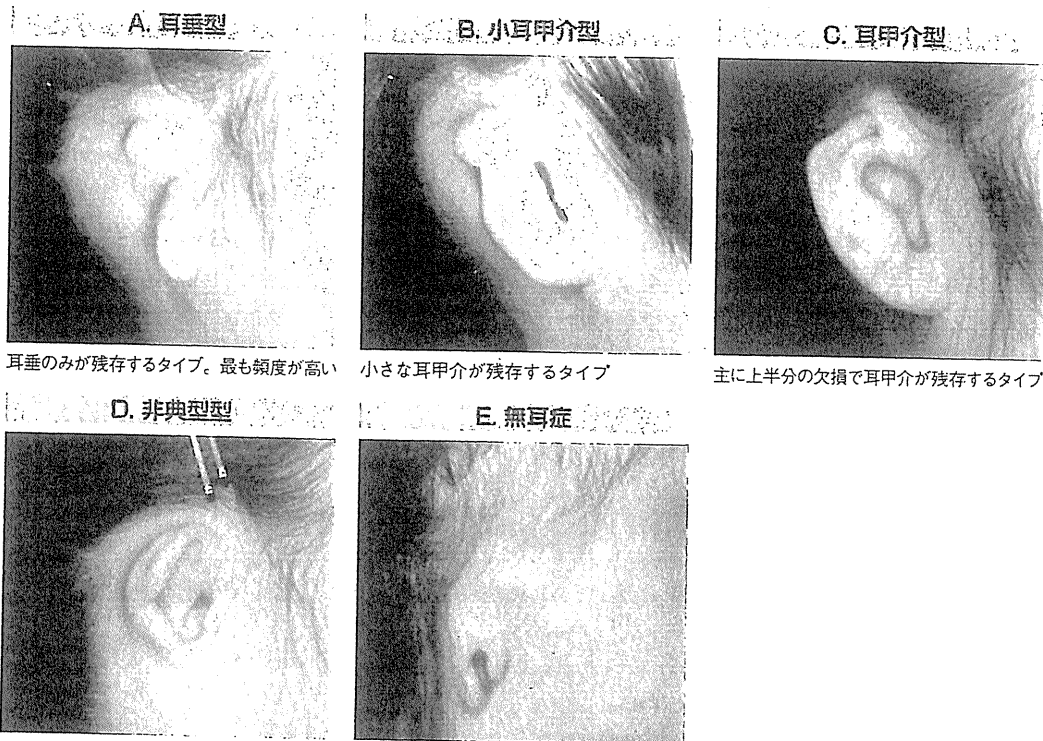 A. 耳垂型
B. 小耳甲介型
C. 耳甲介型
耳垂のみが残存するタイプ。最も頻度が高い
小さな耳甲介が残存するタイプ
主に上半分の欠損で耳甲介が残存するタイプ
D. 非典型型
E. 無耳症